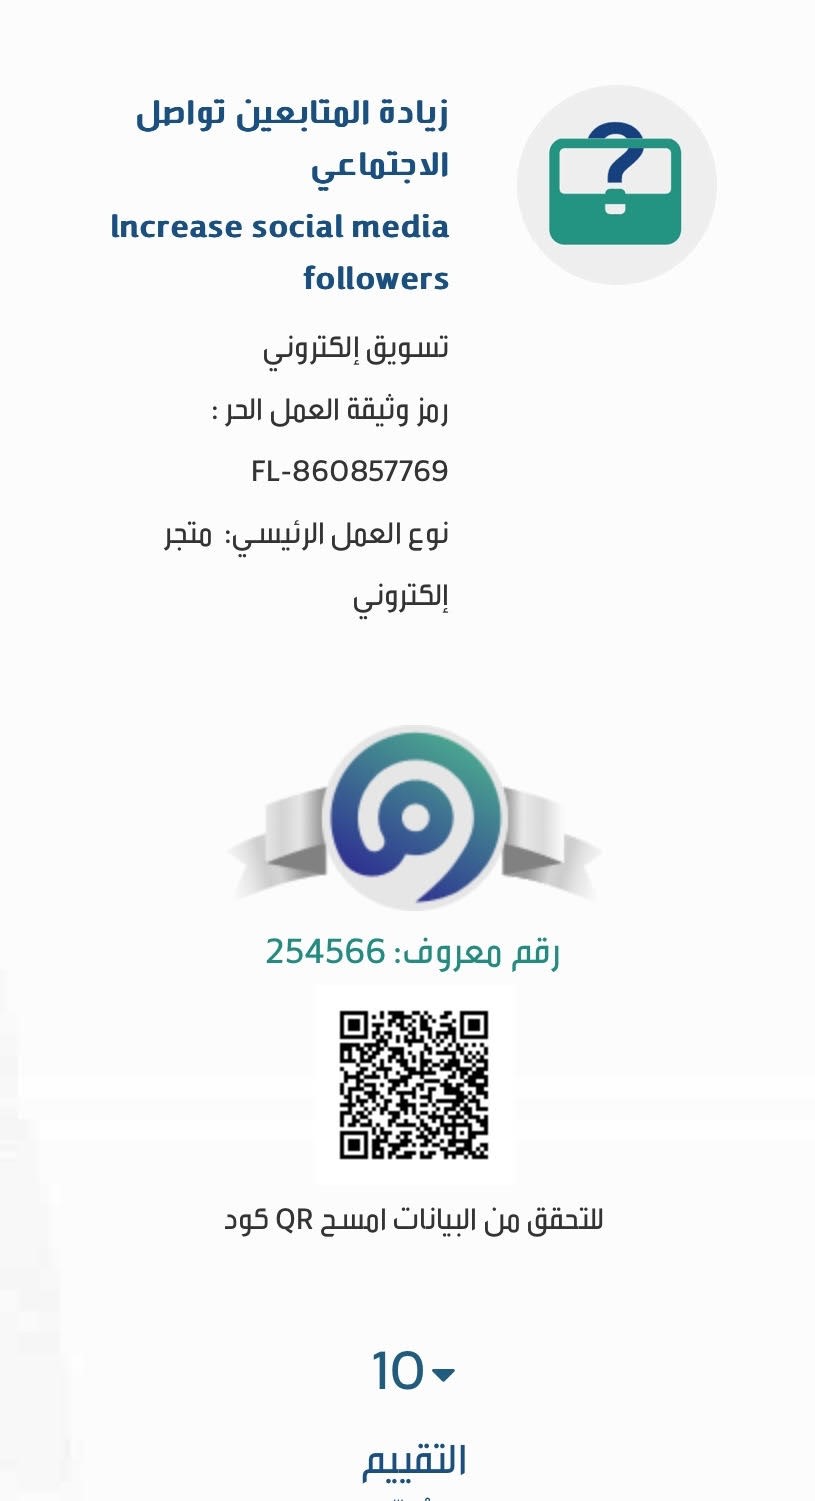 زيادة المتابعين تواصل
الاجتماعي
Increase social media
followers
تسويق إلكتروني
رمز وثيقة العمل الحر :
FL-860857769
نوع العمل الرئيسي: متجر
إلكتروني
رقم معروف: 254566
للتحقق من البيانات امسح QR كود
10
التقييم